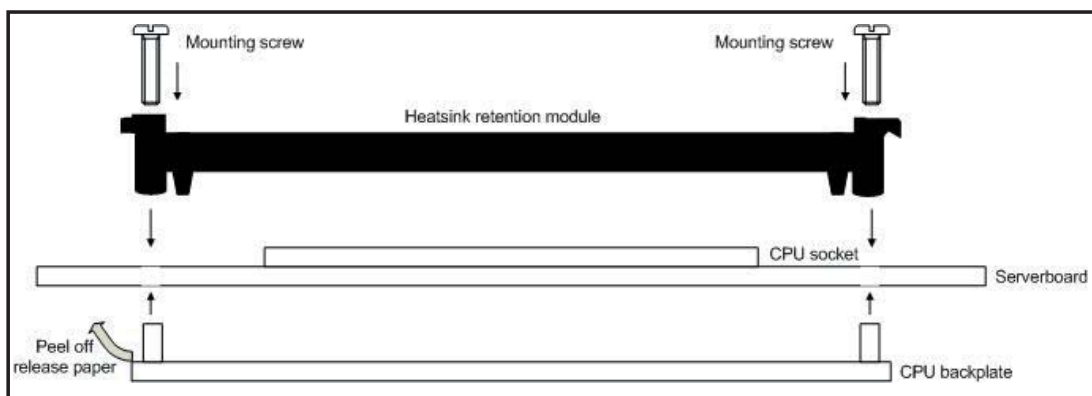 Mounting screw
Mounting screw
Heatsink retention module
CPU socket
Serverboard
Peel off
release paper
CPU backplate